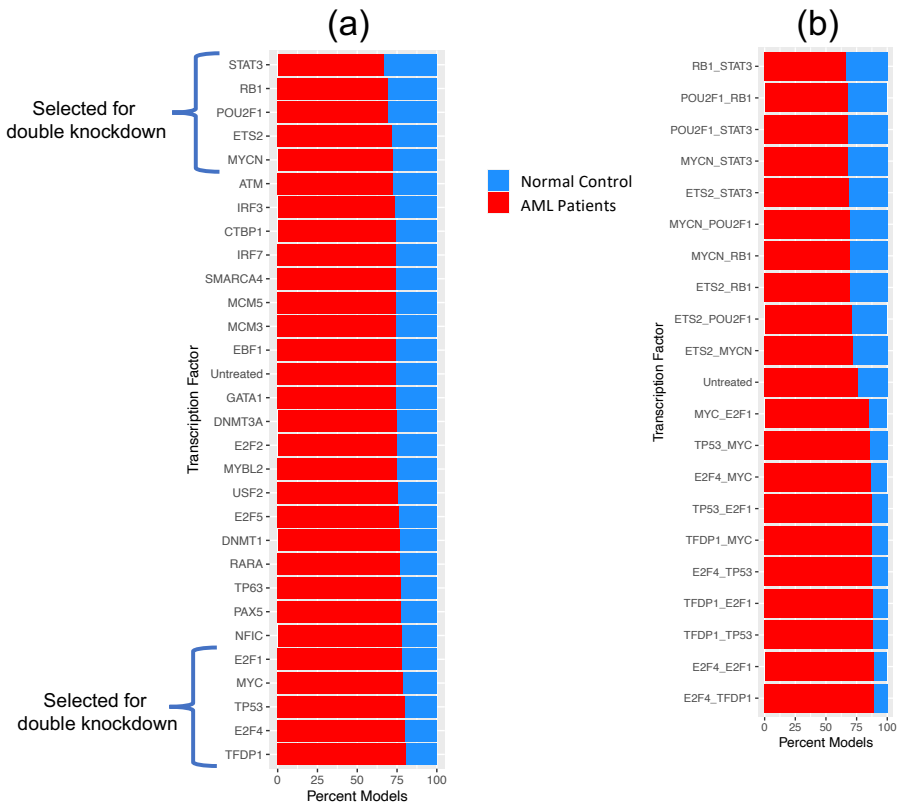 (a)
Selected for
double knockdown
Transcription Factor
STAT3
RB1
POU2F1
ETS2
MYCN
ATM
IRF3
CTBP1
IRF7
SMARCA4
MCM5
MCM3
EBF1
Untreated
GATA1
DNMT3A
E2F2
MYBL2
USF2
E2F5
DNMT1
RARA
TP63
PAX5
NFIC
E2F1
MYC
TP53
E2F4
TFDP1
Selected for
double knockdown
0 25 50 75 100
Percent Models
Normal Control
AML Patients
(b)
Transcription Factor
RB1_STAT3
POU2F1_RB1
POU2F1_STAT3
MYCN_STAT3
ETS2_STAT3
MYCN_POU2F1
MYCN_RB1
ETS2_RB1
ETS2_POU2F1
ETS2_MYCN
Untreated
MYC_E2F1
TP53_MYC
E2F4_MYC
TP53_E2F1
TFDP1_MYC
E2F4_TP53
TFDP1_E2F1
TFDP1_TP53
E2F4_E2F1
E2F4_TFDP1
0 25 50 75 100
Percent Models